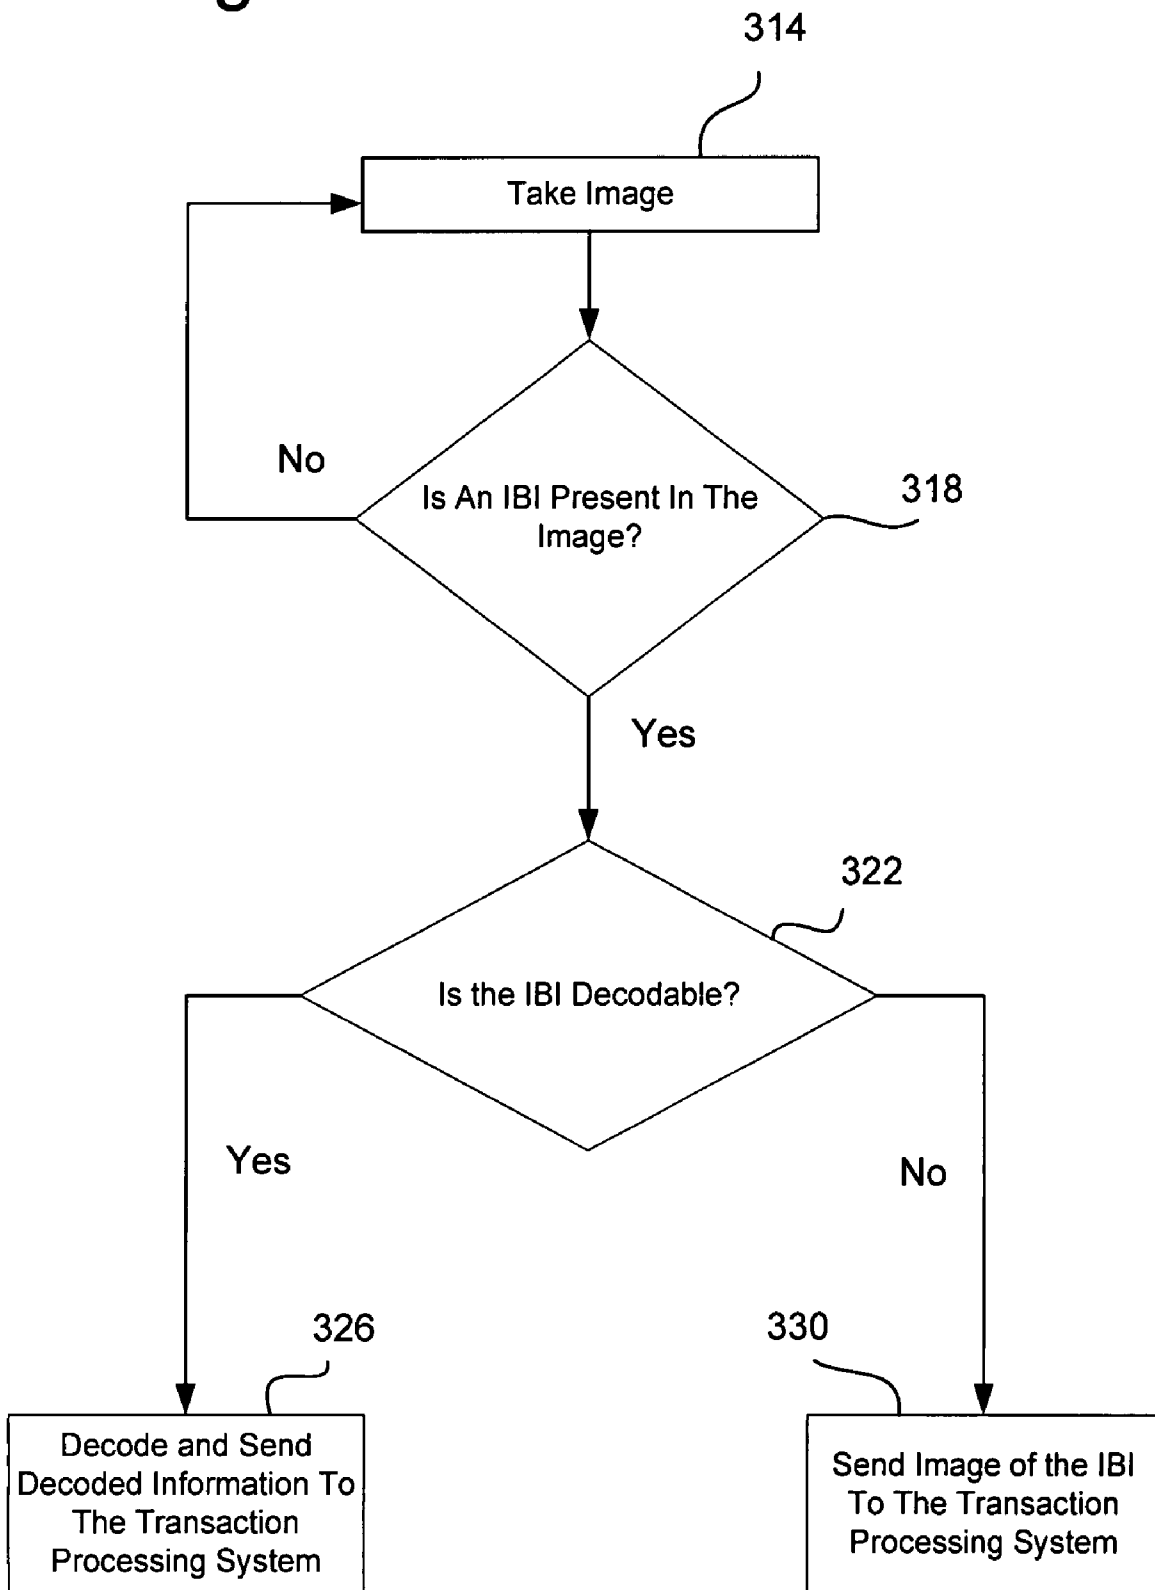 314
Take Image
No
Is An IBI Present In The
Image?
318
Yes
322
Is the IBI Decodable?
Yes
No
326
330
Decode and Send
Decoded Information To
The Transaction
Processing System
Send Image of the IBI
To The Transaction
Processing System